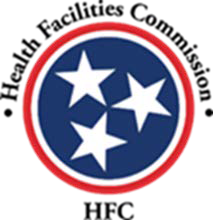 • Health Facilities Commission •
HFC